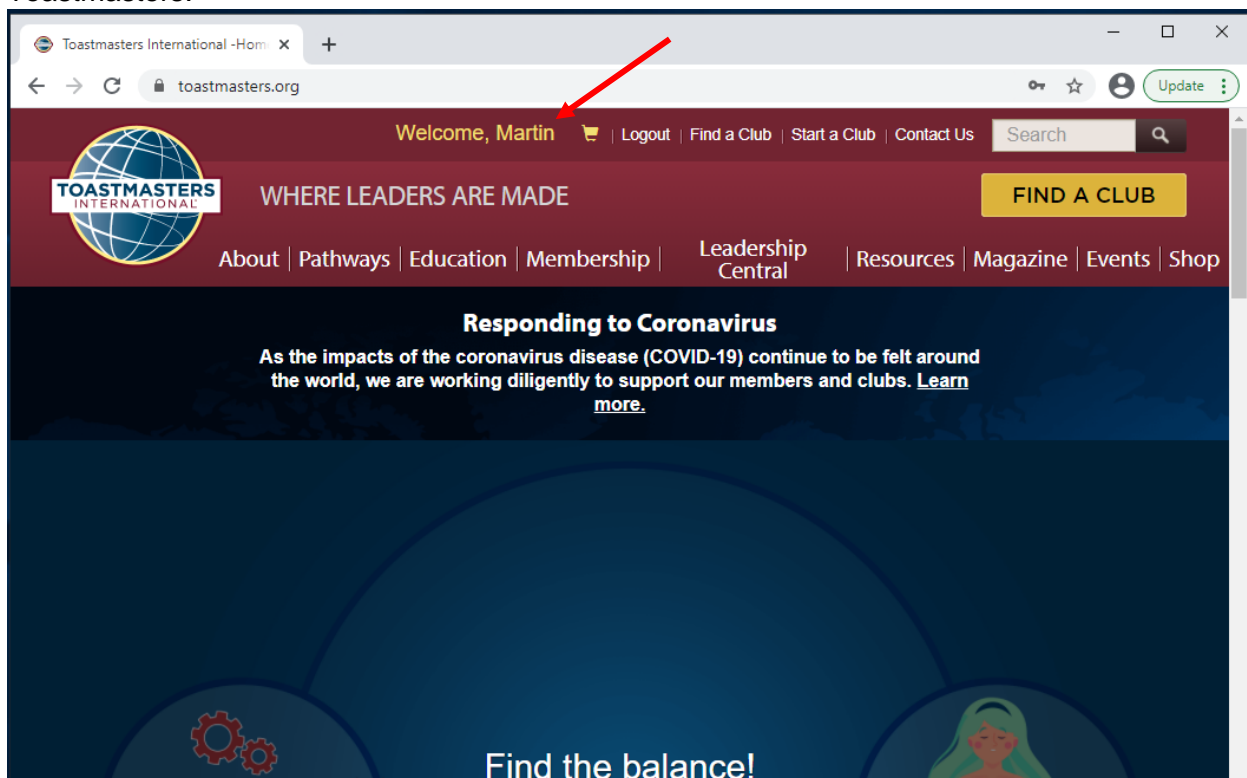 Toastmasters.
Toastmasters International -Hom
Update
toastmasters.org
Welcome, Martin | Logout | Find a Club | Start a Club | Contact Us Search
TOASTMASTERS
INTERNATIONAL
WHERE LEADERS ARE MADE
FIND A CLUB
About | Pathways | Education | Membership | Leadership Central | Resources | Magazine | Events | Shop
Responding to Coronavirus
As the impacts of the coronavirus disease (COVID-19) continue to be felt around
the world, we are working diligently to support our members and clubs. Learn
more.
Find the balance!